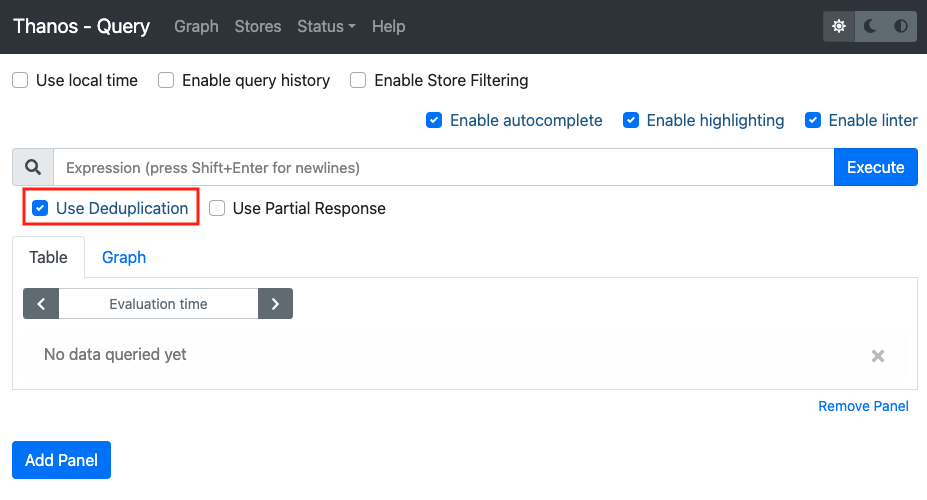 Thanos - Query Graph Stores Status Help
Use local time Enable query history Enable Store Filtering
Enable autocomplete Enable highlighting Enable linter
Expression (press Shift+Enter for newlines) Execute
Use Deduplication Use Partial Response
Table Graph
Evaluation time
No data queried yet
Remove Panel
Add Panel